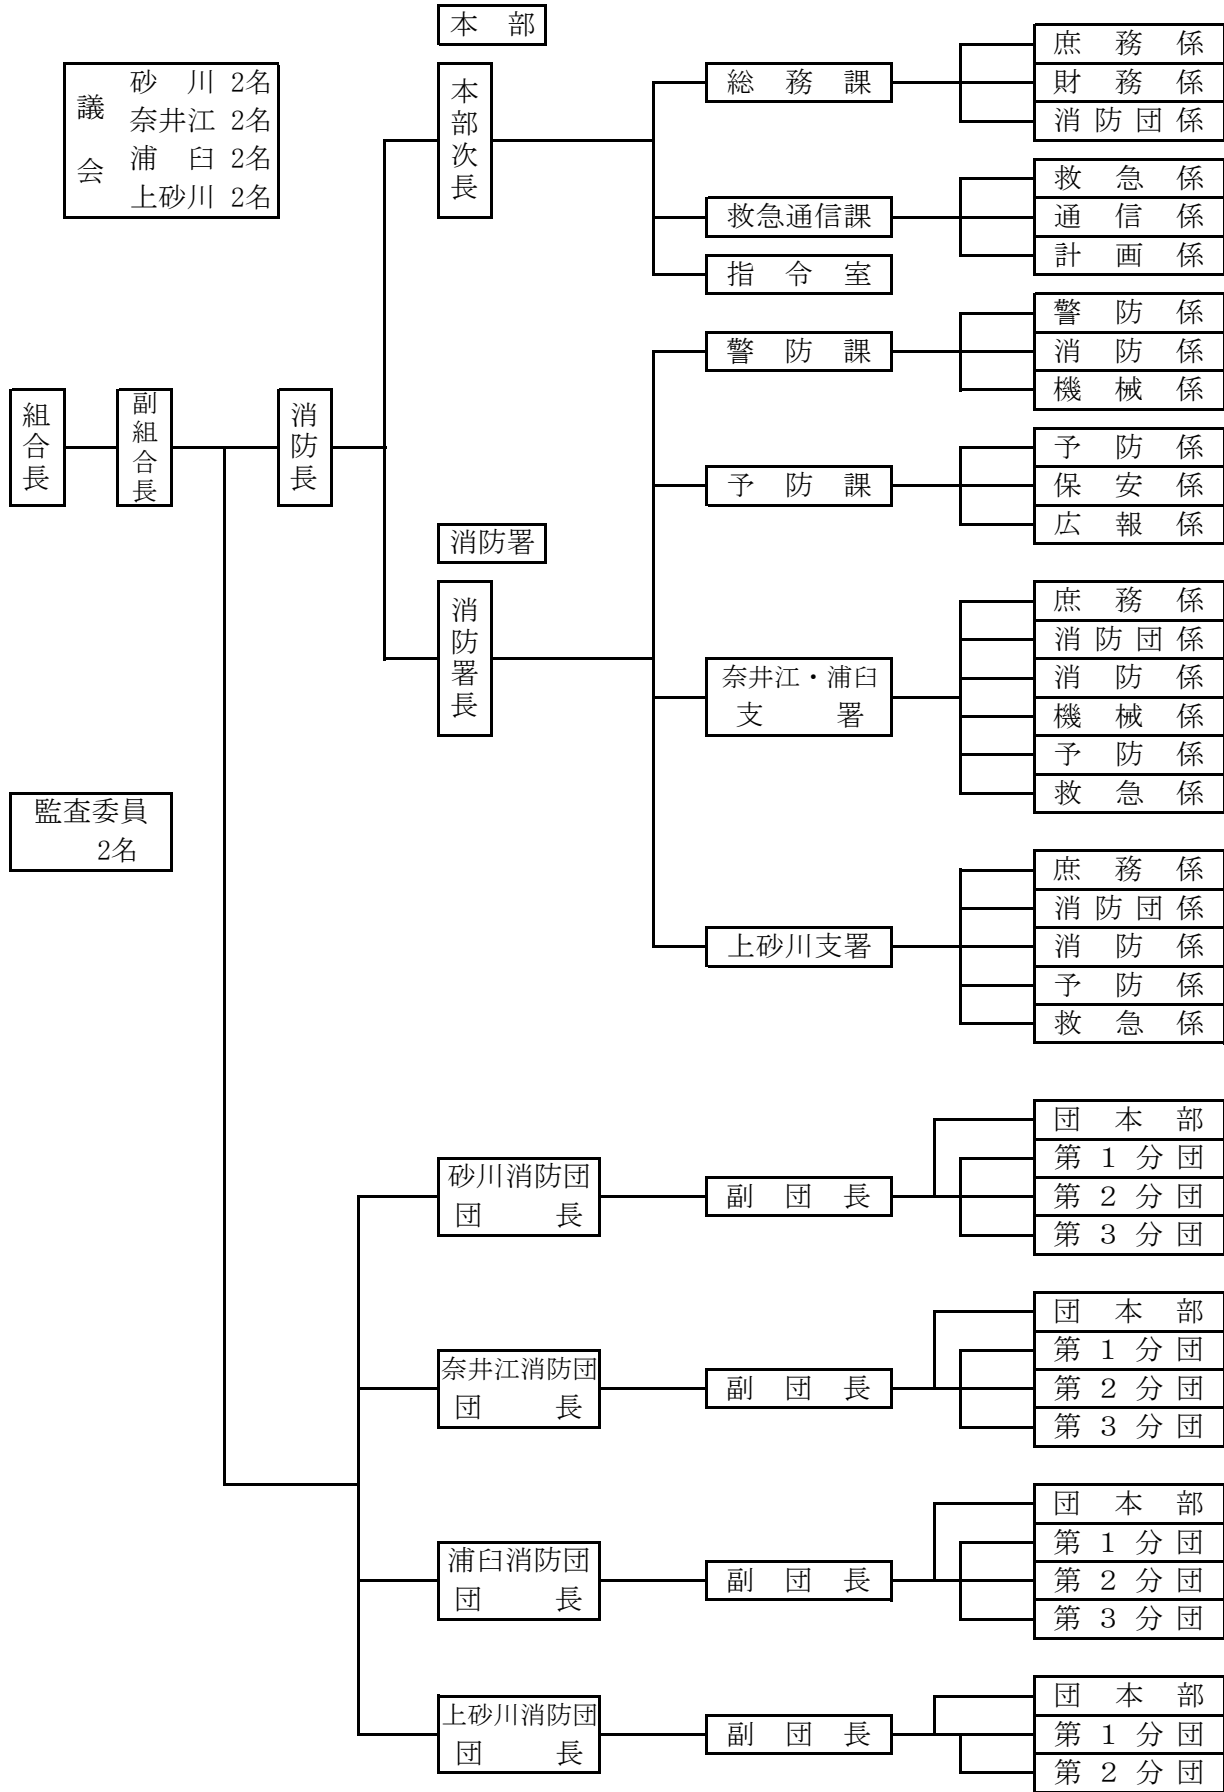 本部
議会
砂川 2名
奈井江 2名
浦臼 2名
上砂川 2名
組合長
副組合長
消防長
監査委員
2名
本部次長
総務課
庶務係
財務係
消防団係
救急通信課
救急係
通信係
計画係
指令室
消防署
消防署長
警防課
警防係
消防係
機械係
予防課
予防係
保安係
広報係
奈井江・浦臼
支署
庶務係
消防団係
消防係
機械係
予防係
救急係
上砂川支署
庶務係
消防団係
消防係
予防係
救急係
砂川消防団
団長
副団長
団本部
第1分団
第2分団
第3分団
奈井江消防団
団長
副団長
団本部
第1分団
第2分団
第3分団
浦臼消防団
団長
副団長
団本部
第1分団
第2分団
第3分団
上砂川消防団
団長
副団長
団本部
第1分団
第2分団